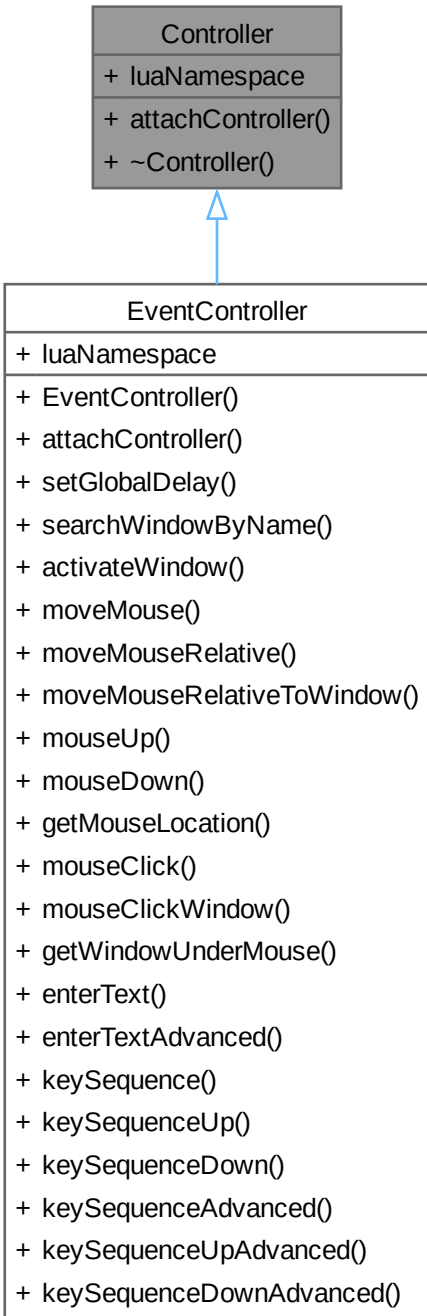 Controller
+ luaNamespace
+ attachController()
+ ~Controller()
EventController
+ luaNamespace
+ EventController()
+ attachController()
+ setGlobalDelay()
+ searchWindowByName()
+ activateWindow()
+ moveMouse()
+ moveMouseRelative()
+ moveMouseRelativeToWindow()
+ mouseUp()
+ mouseDown()
+ getMouseLocation()
+ mouseClick()
+ mouseClickWindow()
+ getWindowUnderMouse()
+ enterText()
+ enterTextAdvanced()
+ keySequence()
+ keySequenceUp()
+ keySequenceDown()
+ keySequenceAdvanced()
+ keySequenceUpAdvanced()
+ keySequenceDownAdvanced()